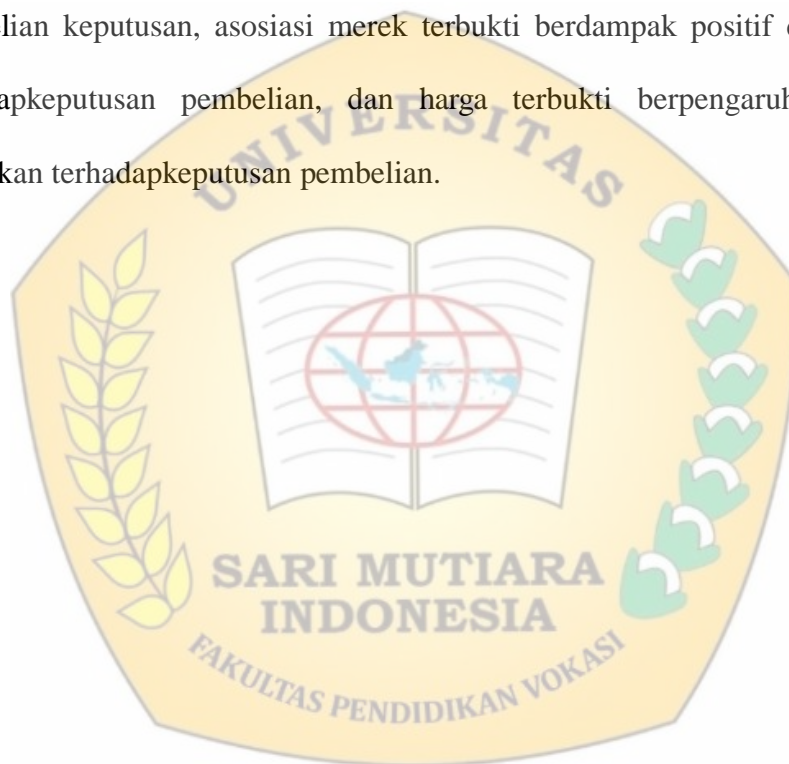 elian keputusan, asosiasi merek terbukti berdampak positif
apkeputusan pembelian, dan harga terbukti berpengaruh
kan terhadapkeputusan pembelian.
UNIVERSITAS
SARI MUTIARA
INDONESIA
FAKULTAS PENDIDIKAN VOKASI